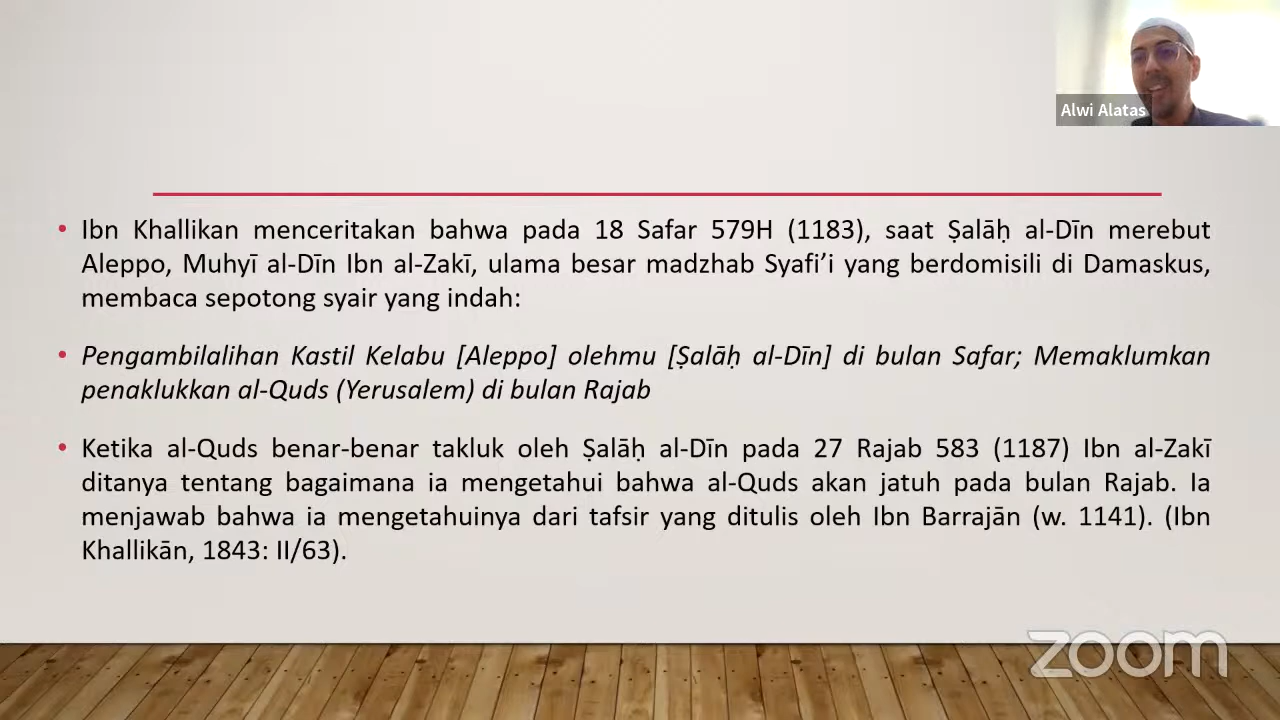 Alwi Alatas
• Ibn Khallikan menceritakan bahwa pada 18 Safar 579H (1183), saat Ṣalāḥ al-Dīn merebut
Aleppo, Muhyī al-Dīn Ibn al-Zakī, ulama besar madzhab Syafi’i yang berdomisili di Damaskus,
membaca sepotong syair yang indah:
• Pengambilalihan Kastil Kelabu [Aleppo] olehmu [Ṣalāḥ al-Dīn] di bulan Safar; Memaklumkan
penaklukkan al-Quds (Yerusalem) di bulan Rajab
• Ketika al-Quds benar-benar takluk oleh Ṣalāḥ al-Dīn pada 27 Rajab 583 (1187) Ibn al-Zakī
ditanya tentang bagaimana ia mengetahui bahwa al-Quds akan jatuh pada bulan Rajab. Ia
menjawab bahwa ia mengetahuinya dari tafsir yang ditulis oleh Ibn Barrajān (w. 1141). (Ibn
Khallikān, 1843: II/63).
zoom